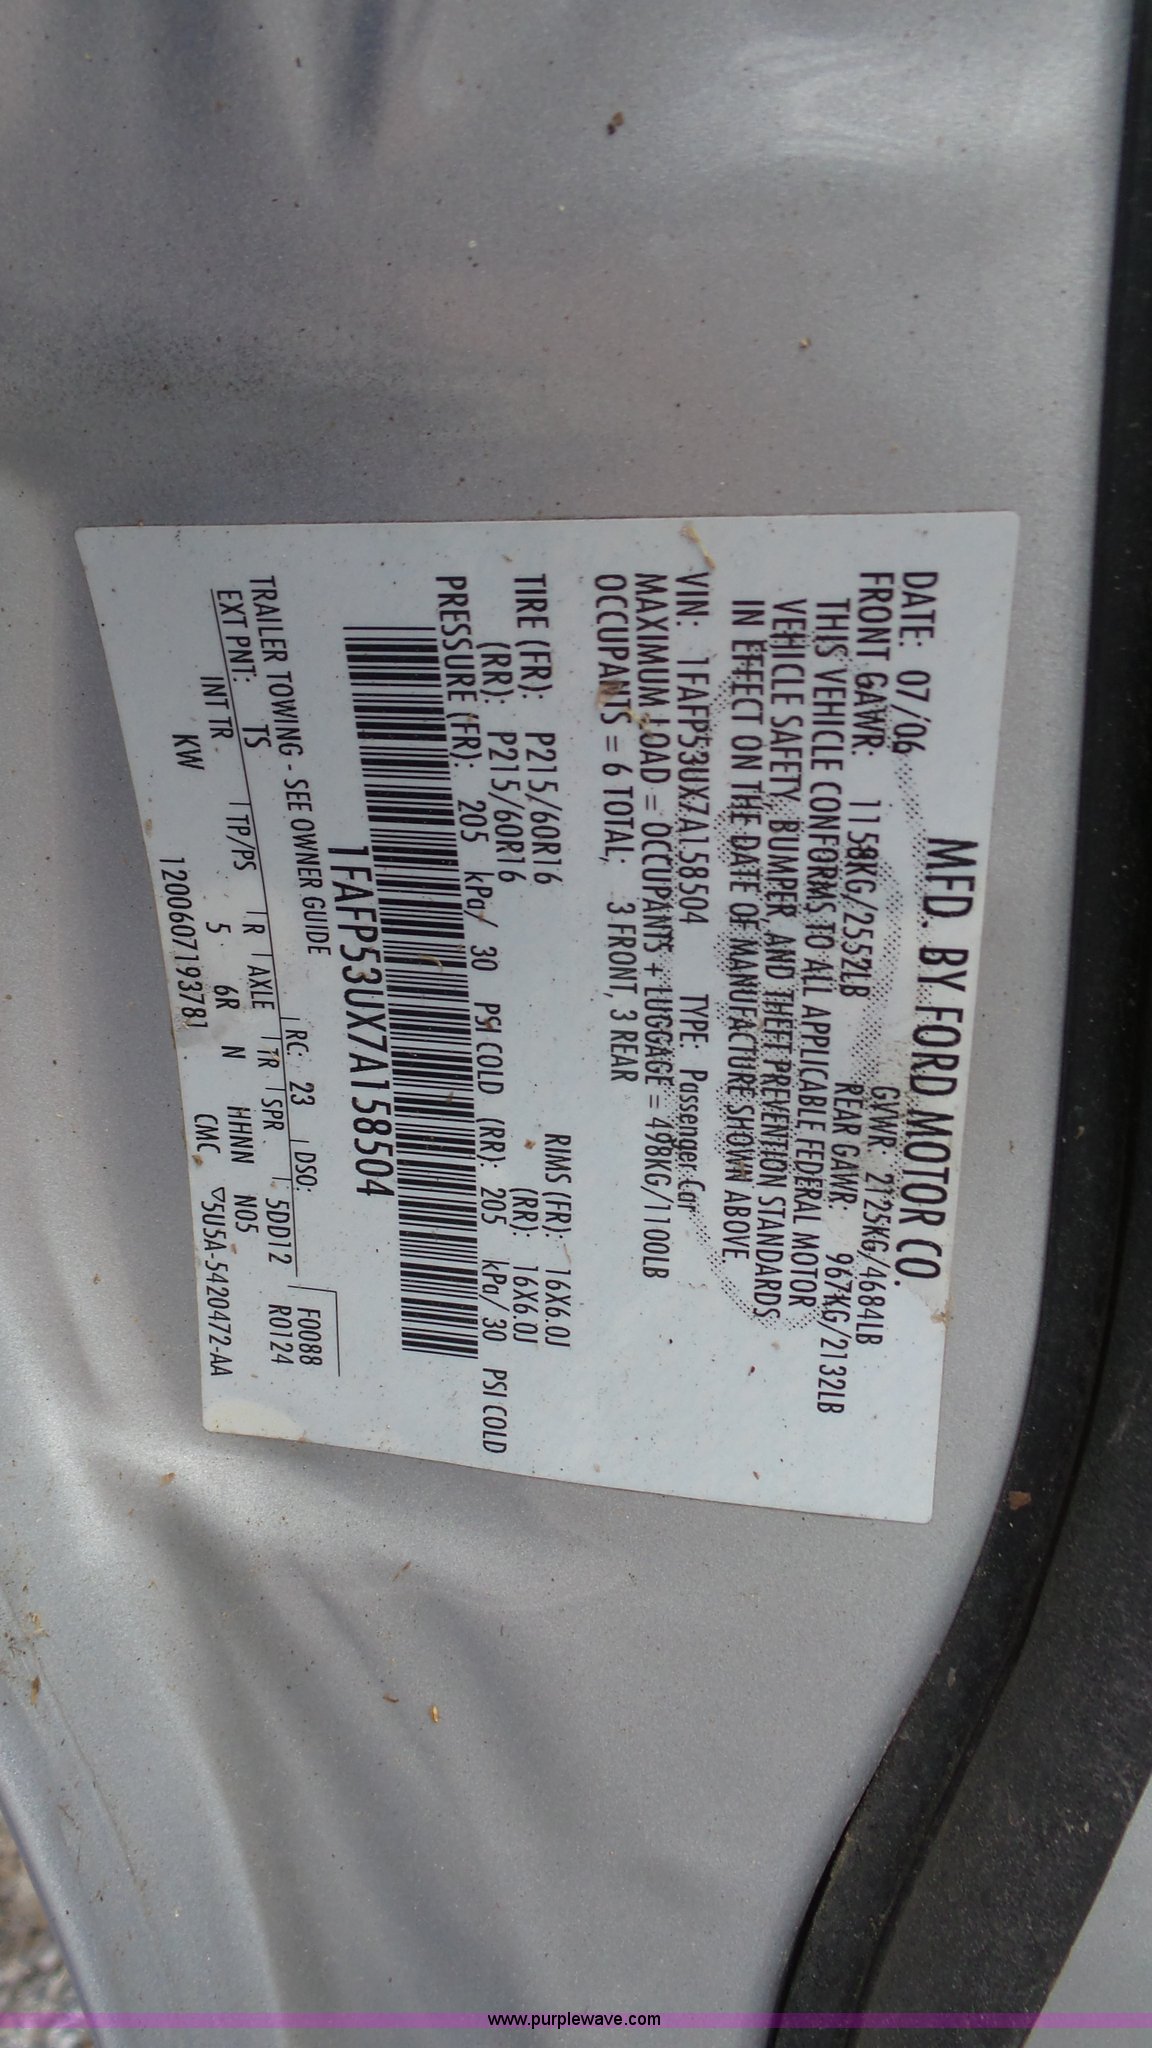 MFD. BY FORD MOTOR CO.
DATE: 07/06 GVWR: 2125KG/4684LB
FRONT GAWR: 1158KG/2552LB REAR GAWR: 967KG/2132LB
THIS VEHICLE CONFORMS TO ALL APPLICABLE FEDERAL MOTOR
VEHICLE SAFETY, BUMPER, AND THEFT PREVENTION STANDARDS
IN EFFECT ON THE DATE OF MANUFACTURE SHOWN ABOVE.
VIN: 1FAFP53UX7A158504 TYPE: Passenger Car
MAXIMUM LOAD = OCCUPANTS + LUGGAGE = 498KG/1100LB
OCCUPANTS = 6 TOTAL, 3 FRONT, 3 REAR
TIRE (FR): P215/60R16 RIMS (FR): 16X6.0J
(RR): P215/60R16 (RR): 16X6.0J
PRESSURE (FR): 205 kPa/ 30 PSI COLD (RR): 205 kPa/ 30 PSI COLD
1FAFP53UX7A158504
F0088
TRAILER TOWING - SEE OWNER GUIDE RC: 23 DSO: R0124
EXT PNT: TS 5DD12
INT TR TP/PS R AXLE TR SPR
KW 5 6R N HHNN N05
1200607193781 CMC ▽5U5A-5420472-AA
www.purplewave.com